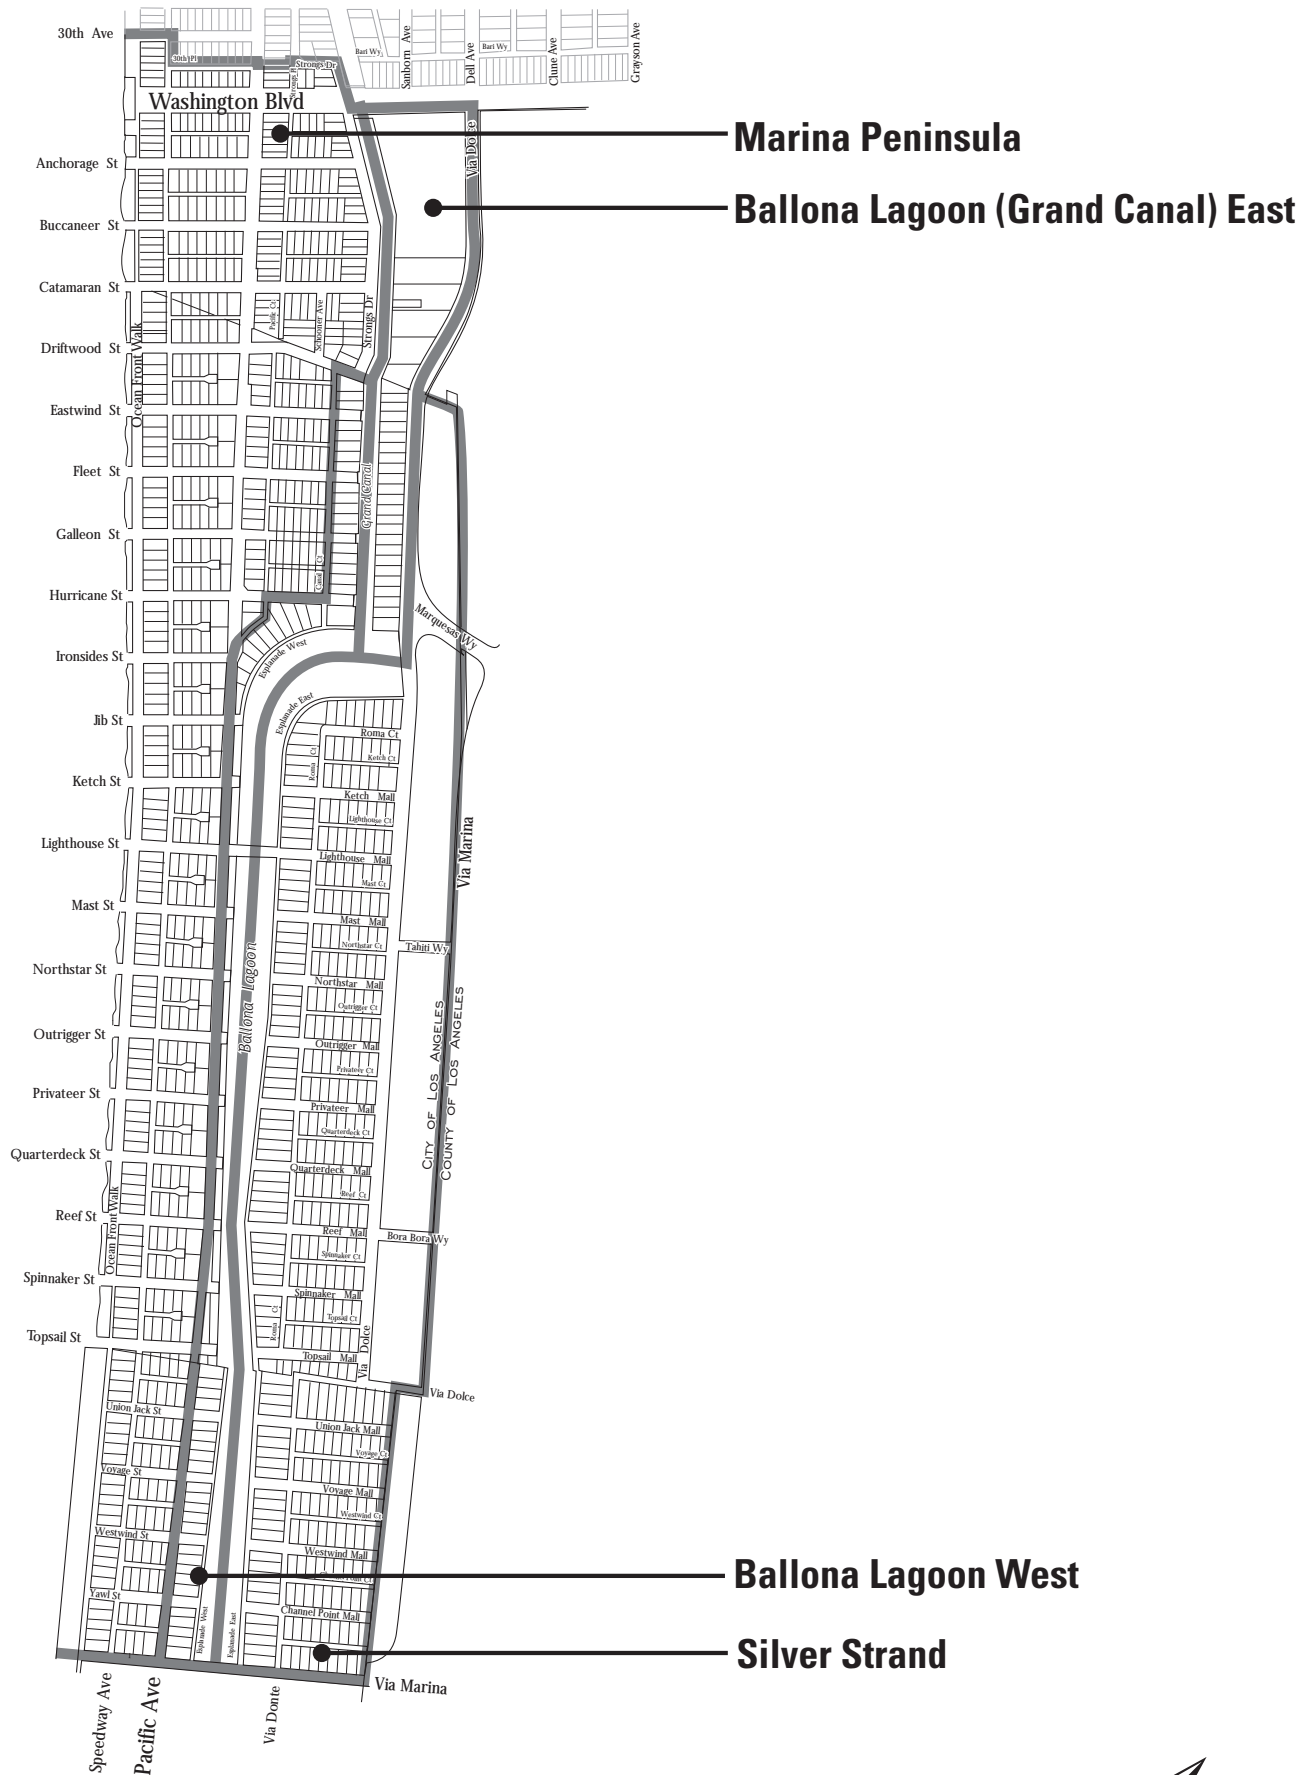 30th Ave
30th Pl
Strongs Dr
Bari Wy
Sanborn Ave
Dell Ave
Bari Wy
Clune Ave
Grayson Ave
Washington Blvd
Via Dolce
Marina Peninsula
Anchorage St
Ballona Lagoon (Grand Canal) East
Buccaneer St
Catamaran St
Pacific Ct
Schooner Ave
Strongs Dr
Driftwood St
Ocean Front Walk
Eastwind St
Fleet St
Grand Canal
Galleon St
Canal Ct
Hurricane St
Marquesas Wy
Ironsides St
Esplanade West
Esplanade East
Jib St
Roma Ct
Roma Ct
Ketch Ct
Ketch St
Ketch Mall
Lighthouse Ct
Lighthouse St
Lighthouse Mall
Via Marina
Mast Ct
Mast St
Mast Mall
Northstar Ct
Tahiti Wy
Ballona Lagoon
Northstar St
Northstar Mall
Outrigger Ct
Outrigger St
Outrigger Mall
CITY OF LOS ANGELES
COUNTY OF LOS ANGELES
Privateer Ct
Privateer St
Privateer Mall
Quarterdeck Ct
Quarterdeck St
Quarterdeck Mall
Reef Ct
Reef St
Ocean Front Walk
Reef Mall
Bora Bora Wy
Spinnaker Ct
Spinnaker St
Spinnaker Mall
Roma Ct
Topsail Ct
Topsail St
Topsail Mall
Via Dolce
Via Dolce
Union Jack St
Union Jack Mall
Voyage Ct
Voyage St
Voyage Mall
Westwind Ct
Westwind St
Westwind Mall
Ballona Lagoon West
Yawl St
Channel Point Mall
Esplanade West
Esplanade East
Silver Strand
Via Marina
Speedway Ave
Pacific Ave
Via Donte